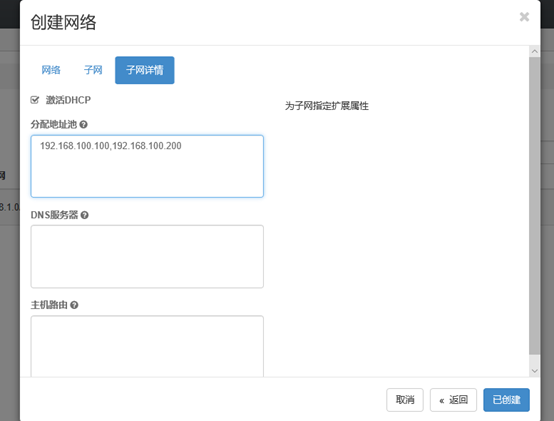 创建网络
×
网络 子网 子网详情
激活DHCP
为子网指定扩展属性
分配地址池
192.168.100.100,192.168.100.200
网
DNS服务器
8.1.0
主机路由
取消 « 返回 已创建